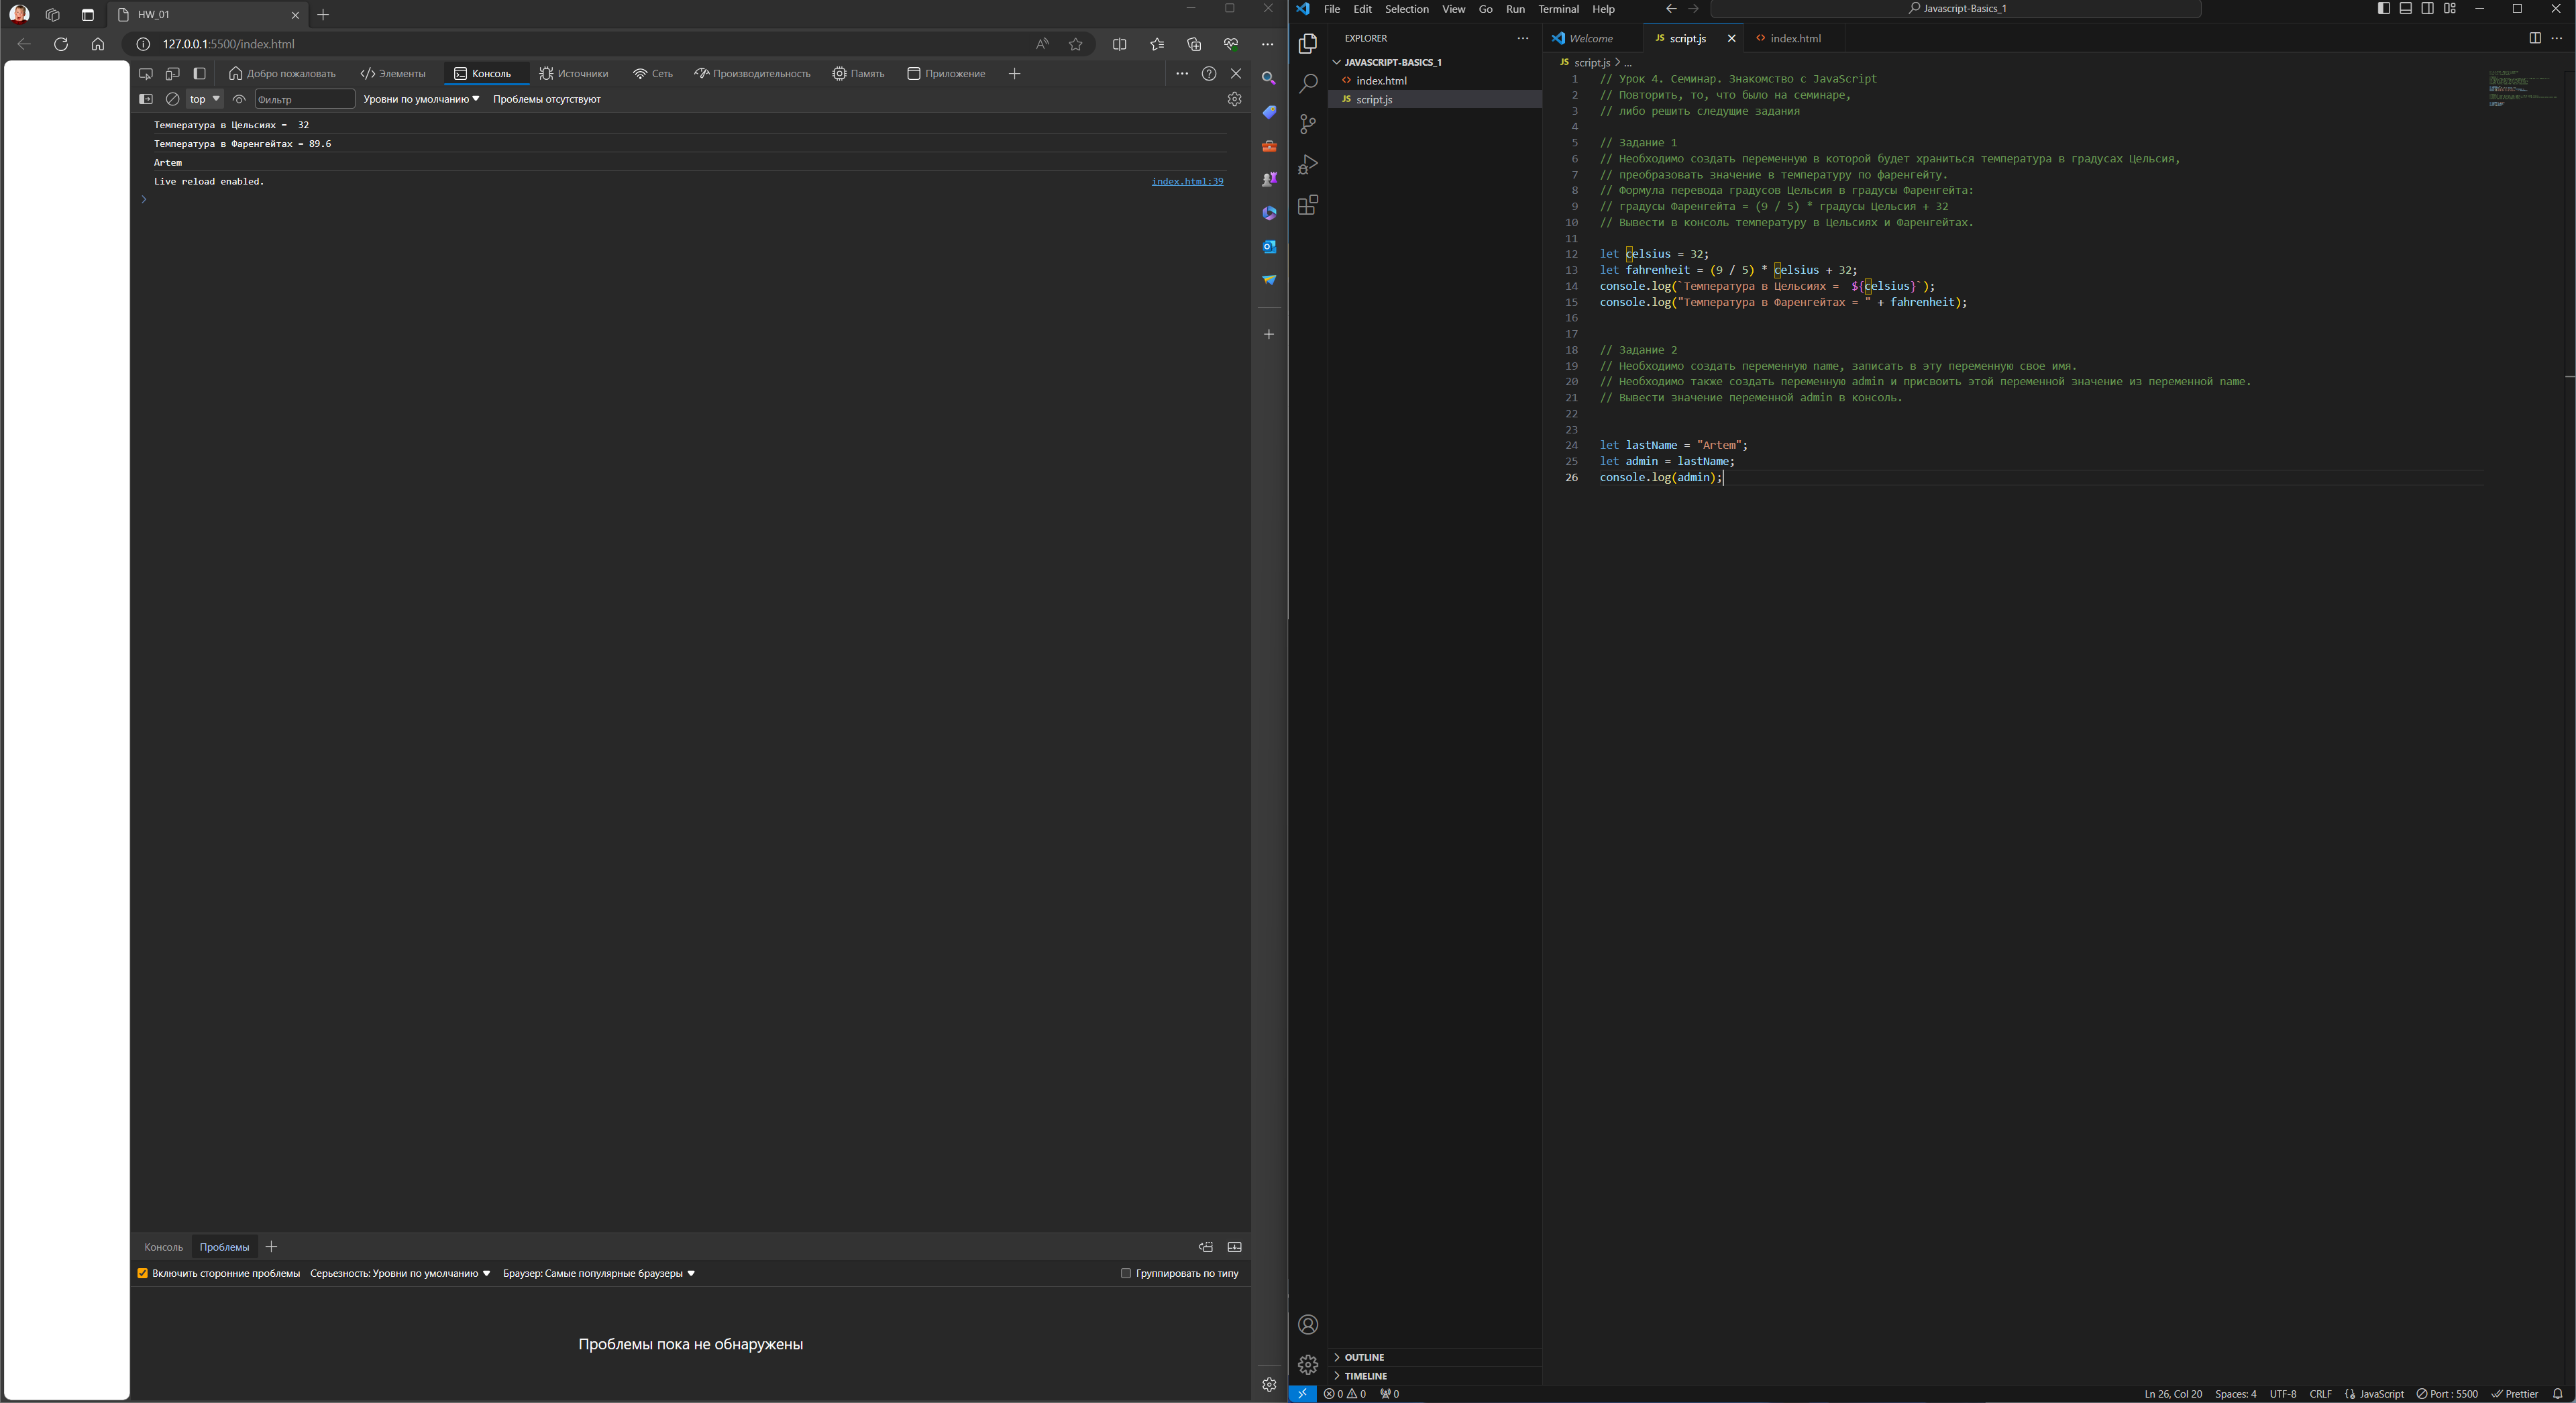 HW_01
127.0.0.1:5500/index.html
Добро пожаловать
Элементы
Консоль
Источники
Сеть
Производительность
Память
Приложение
top
Фильтр
Уровни по умолчанию
Проблемы отсутствуют
Температура в Цельсиях =  32
Температура в Фаренгейтах = 89.6
Artem
Live reload enabled.
index.html:39
Консоль
Проблемы
Включить сторонние проблемы
Серьезность: Уровни по умолчанию
Браузер: Самые популярные браузеры
Группировать по типу
Проблемы пока не обнаружены
File Edit Selection View Go Run Terminal Help
Javascript-Basics_1
EXPLORER
JAVASCRIPT-BASICS_1
index.html
JS script.js
OUTLINE
TIMELINE
Welcome
JS script.js
index.html
JS script.js > ...
1 // Урок 4. Семинар. Знакомство с JavaScript
2 // Повторить, то, что было на семинаре,
3 // либо решить следущие задания
4
5 // Задание 1
6 // Необходимо создать переменную в которой будет храниться температура в градусах Цельсия,
7 // преобразовать значение в температуру по фаренгейту.
8 // Формула перевода градусов Цельсия в градусы Фаренгейта:
9 // градусы Фаренгейта = (9 / 5) * градусы Цельсия + 32
10 // Вывести в консоль температуру в Цельсиях и Фаренгейтах.
11
12 let celsius = 32;
13 let fahrenheit = (9 / 5) * celsius + 32;
14 console.log(`Температура в Цельсиях =  ${celsius}`);
15 console.log("Температура в Фаренгейтах = " + fahrenheit);
16
17
18 // Задание 2
19 // Необходимо создать переменную name, записать в эту переменную свое имя.
20 // Необходимо также создать переменную admin и присвоить этой переменной значение из переменной name.
21 // Вывести значение переменной admin в консоль.
22
23
24 let lastName = "Artem";
25 let admin = lastName;
26 console.log(admin);
0 0 0
Ln 26, Col 20 Spaces: 4 UTF-8 CRLF JavaScript Port : 5500 Prettier